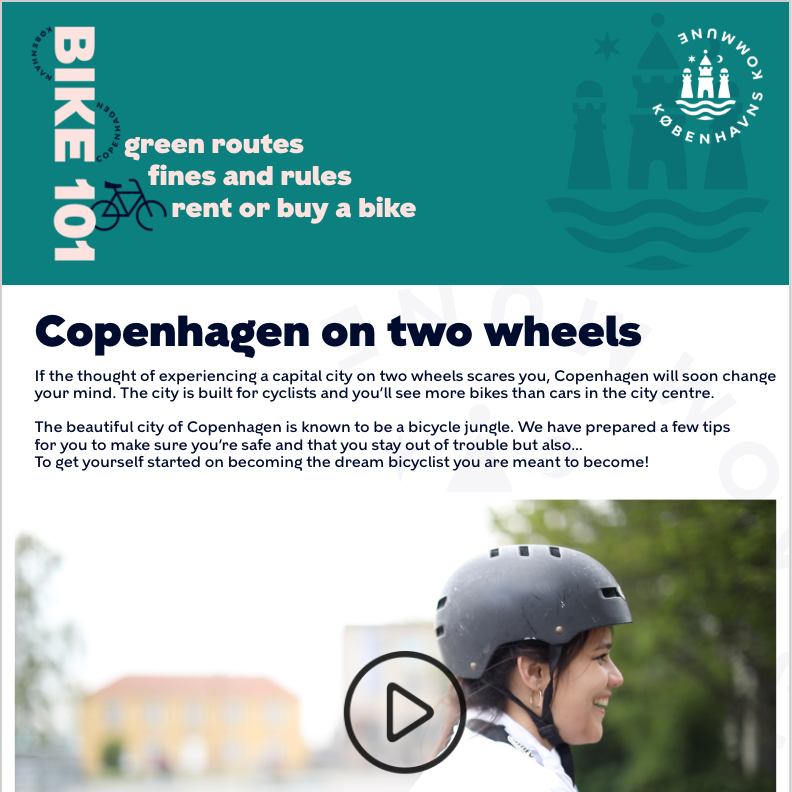 KØBENHAVN
BIKE 101
COPENHAGEN
green routes
fines and rules
rent or buy a bike
KØBENHAVNS KOMMUNE
Copenhagen on two wheels
If the thought of experiencing a capital city on two wheels scares you, Copenhagen will soon change
your mind. The city is built for cyclists and you’ll see more bikes than cars in the city centre.
The beautiful city of Copenhagen is known to be a bicycle jungle. We have prepared a few tips
for you to make sure you’re safe and that you stay out of trouble but also...
To get yourself started on becoming the dream bicyclist you are meant to become!